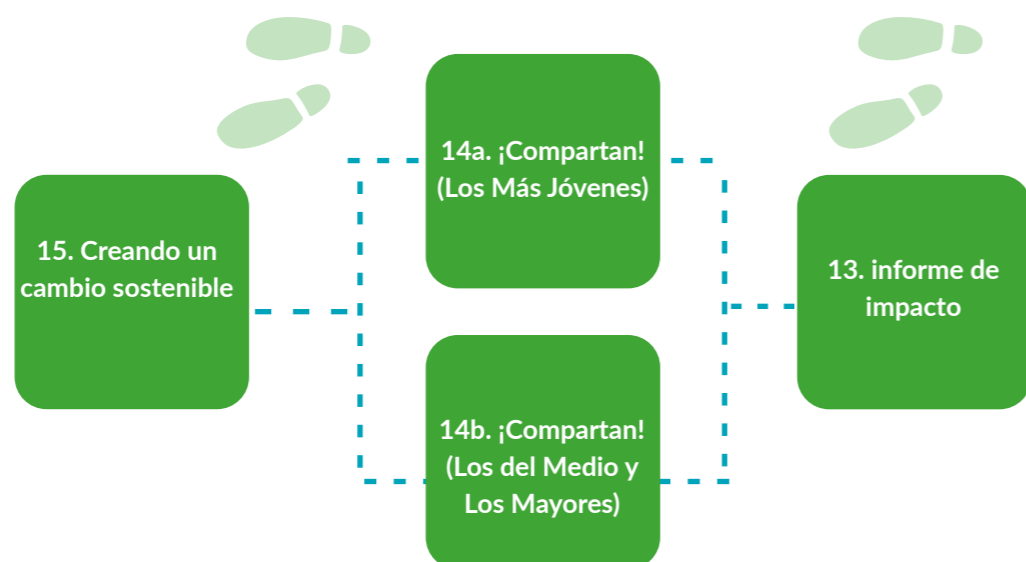 15. Creando un
cambio sostenible
14a. ¡Compartan!
(Los Más Jóvenes)
14b. ¡Compartan!
(Los del Medio y
Los Mayores)
13. informe de
impacto